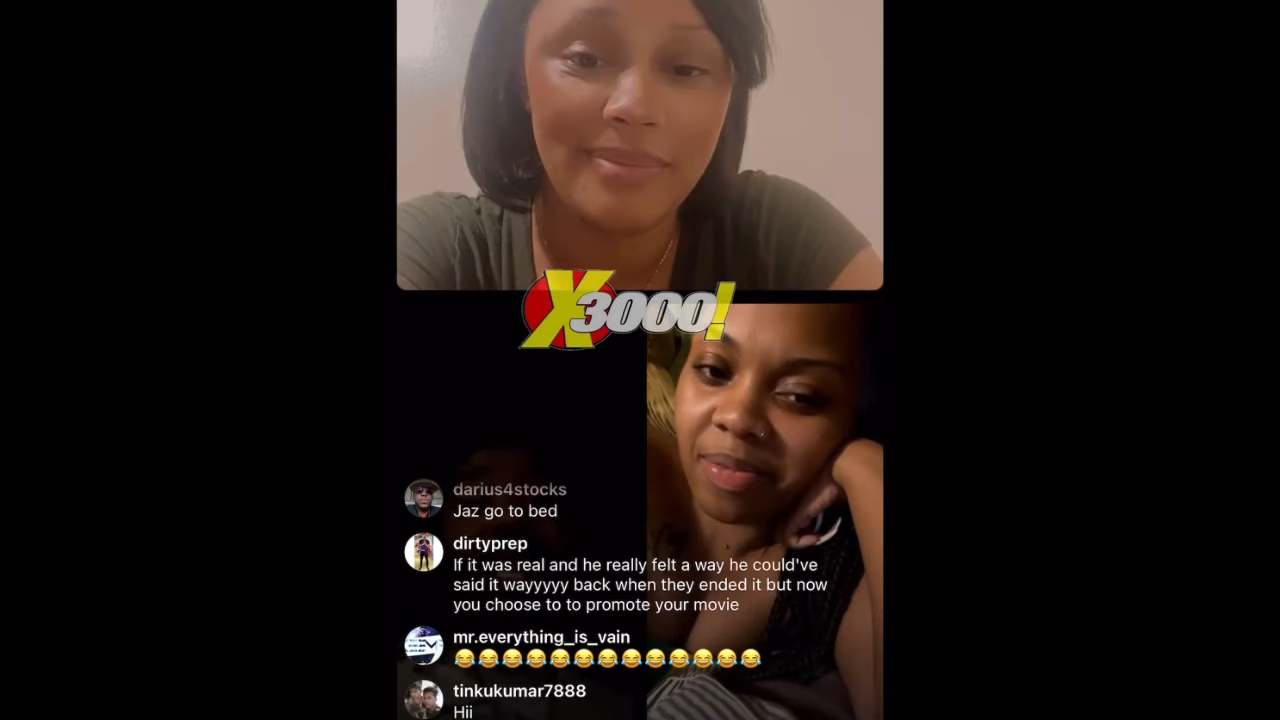 X3000!
darius4stocks
Jaz go to bed
dirtyprep
If it was real and he really felt a way he could've
said it wayyyyy back when they ended it but now
you choose to to promote your movie
mr.everything_is_vain
😂😂😂😂😂😂😂😂😂😂😂😂😂
tinkukumar7888
Hii